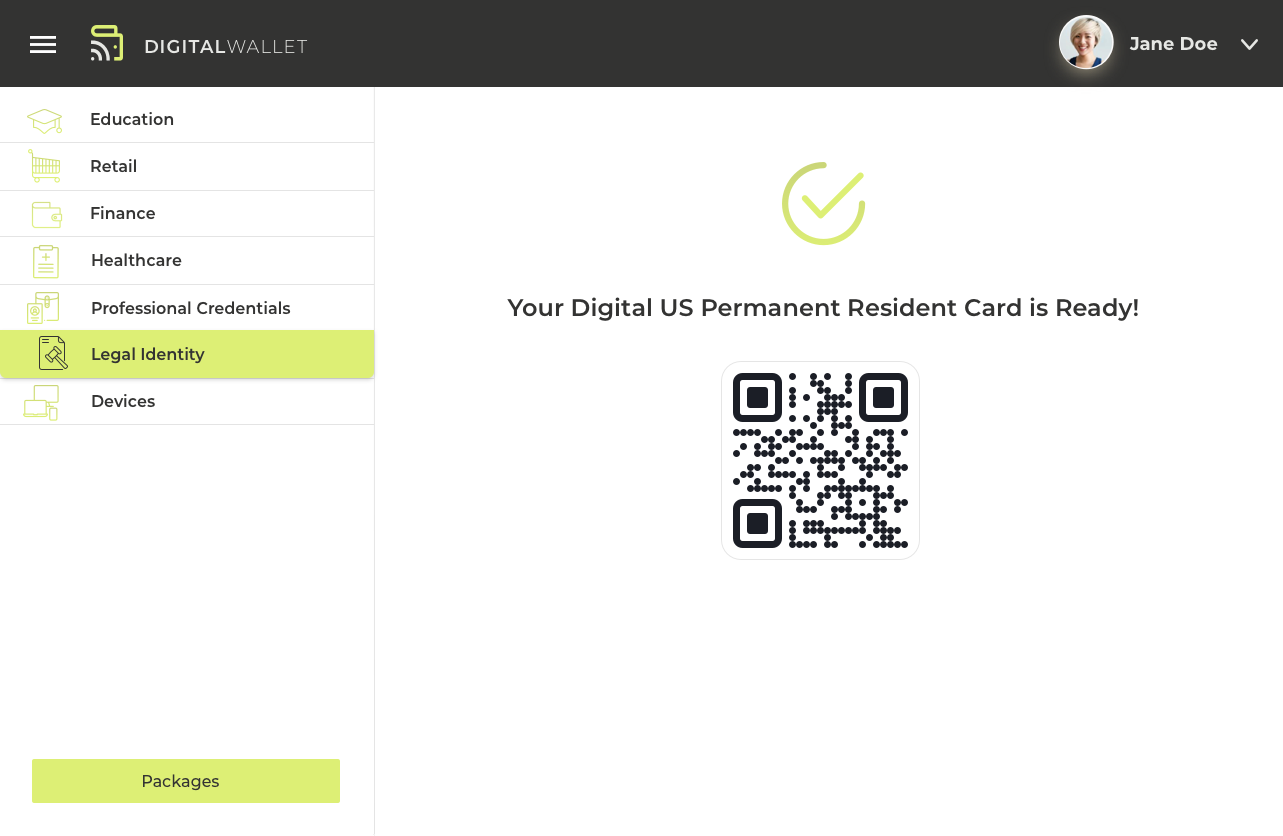 DIGITALWALLET
Jane Doe
Education
Retail
Finance
Healthcare
Professional Credentials
Legal Identity
Devices
Packages
Your Digital US Permanent Resident Card is Ready!